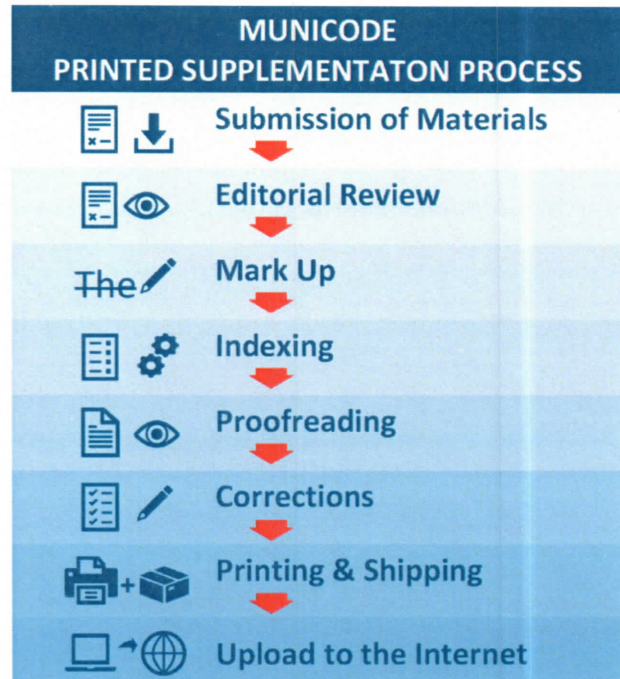 MUNICODE
PRINTED SUPPLEMENTATON PROCESS
Submission of Materials
Editorial Review
The
Mark Up
Indexing
Proofreading
Corrections
Printing & Shipping
Upload to the Internet